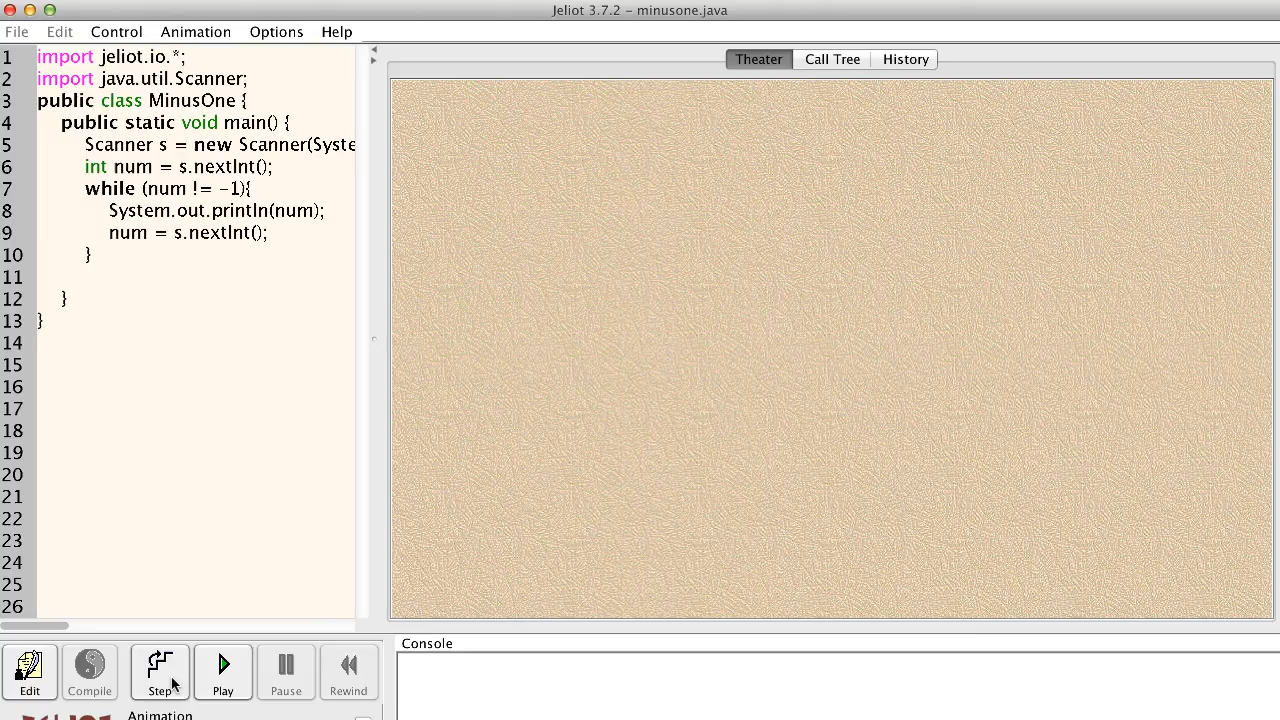 Jeliot 3.7.2 – minusone.java
File Edit Control Animation Options Help
Theater Call Tree History
1 import jeliot.io.*;
2 import java.util.Scanner;
3 public class MinusOne {
4 public static void main() {
5 Scanner s = new Scanner(Syste
6 int num = s.nextInt();
7 while (num != -1){
8 System.out.println(num);
9 num = s.nextInt();
10 }
11
12 }
13 }
14
15
16
17
18
19
20
21
22
23
24
25
26
Console
Edit Compile Step Play Pause Rewind
Animation